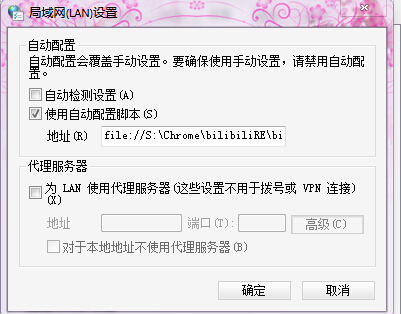 局域网(LAN)设置
自动配置
自动配置会覆盖手动设置。要确保使用手动设置，请禁用自动配
置。
自动检测设置(A)
使用自动配置脚本(S)
地址(R) file://S:\Chrome\bilibiliRE\bi
代理服务器
为 LAN 使用代理服务器(这些设置不用于拨号或 VPN 连接)
(X)
地址 端口(T): 高级(C)
对于本地地址不使用代理服务器(B)
确定 取消